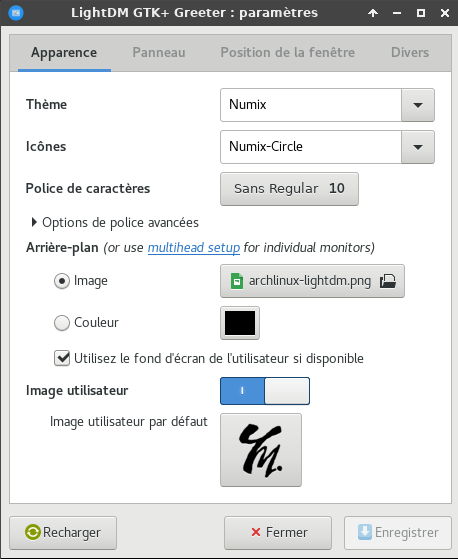 LightDM GTK+ Greeter : paramètres
Apparence Panneau Position de la fenêtre Divers
Thème Numix
Icônes Numix-Circle
Police de caractères Sans Regular 10
Options de police avancées
Arrière-plan (or use multihead setup for individual monitors)
Image archlinux-lightdm.png
Couleur
Utilisez le fond d'écran de l'utilisateur si disponible
Image utilisateur
Image utilisateur par défaut
Recharger Fermer Enregistrer